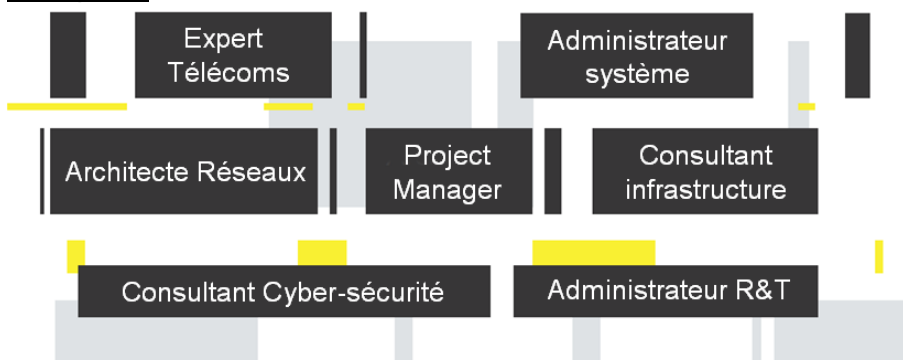 Expert
Télécoms
Administrateur
système
Architecte Réseaux
Project
Manager
Consultant
infrastructure
Consultant Cyber-sécurité
Administrateur R&T